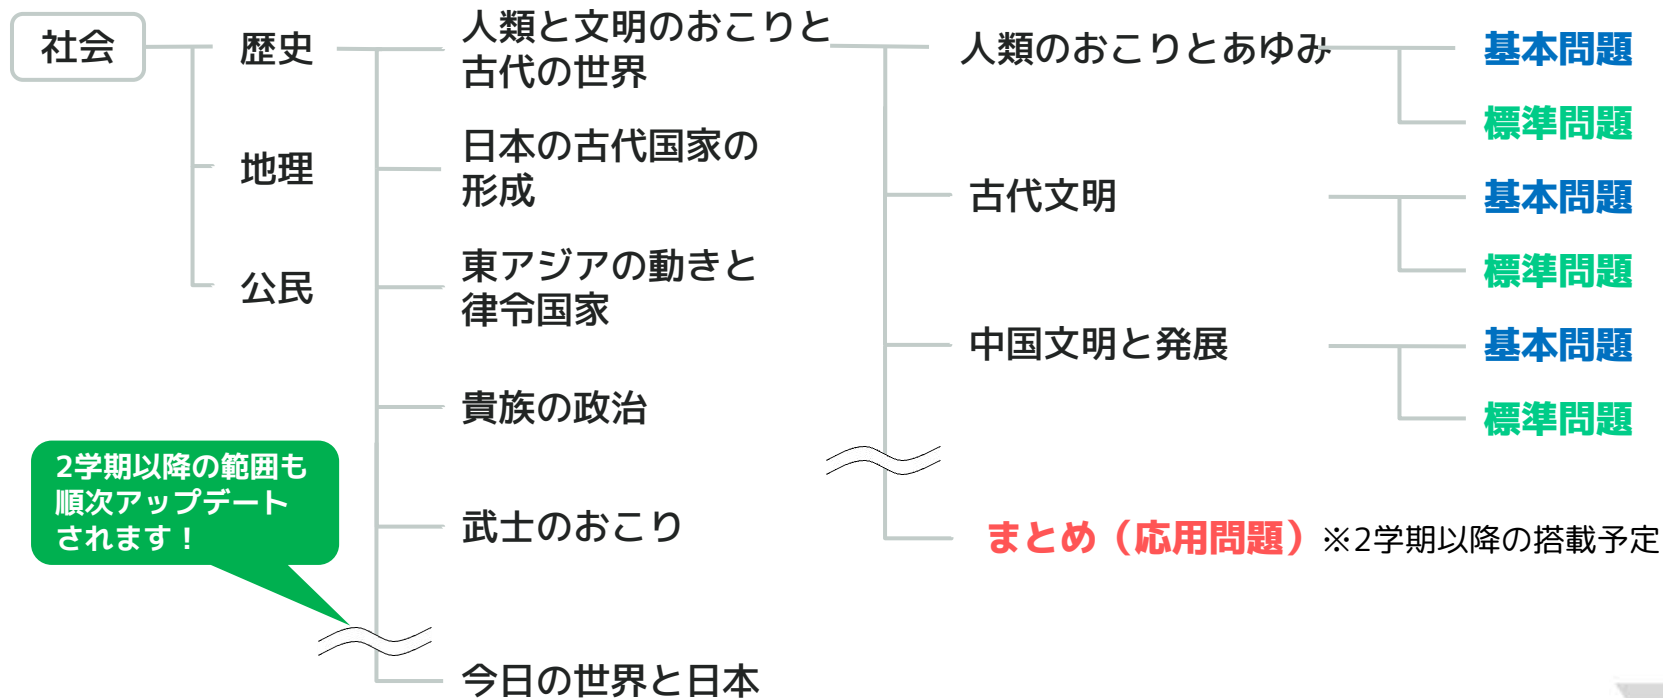 社会
歴史
地理
公民
人類と文明のおこりと
古代の世界
日本の古代国家の
形成
東アジアの動きと
律令国家
貴族の政治
武士のおこり
今日の世界と日本
2学期以降の範囲も
順次アップデート
されます！
人類のおこりとあゆみ
基本問題
標準問題
古代文明
基本問題
標準問題
中国文明と発展
基本問題
標準問題
まとめ（応用問題）※2学期以降の搭載予定